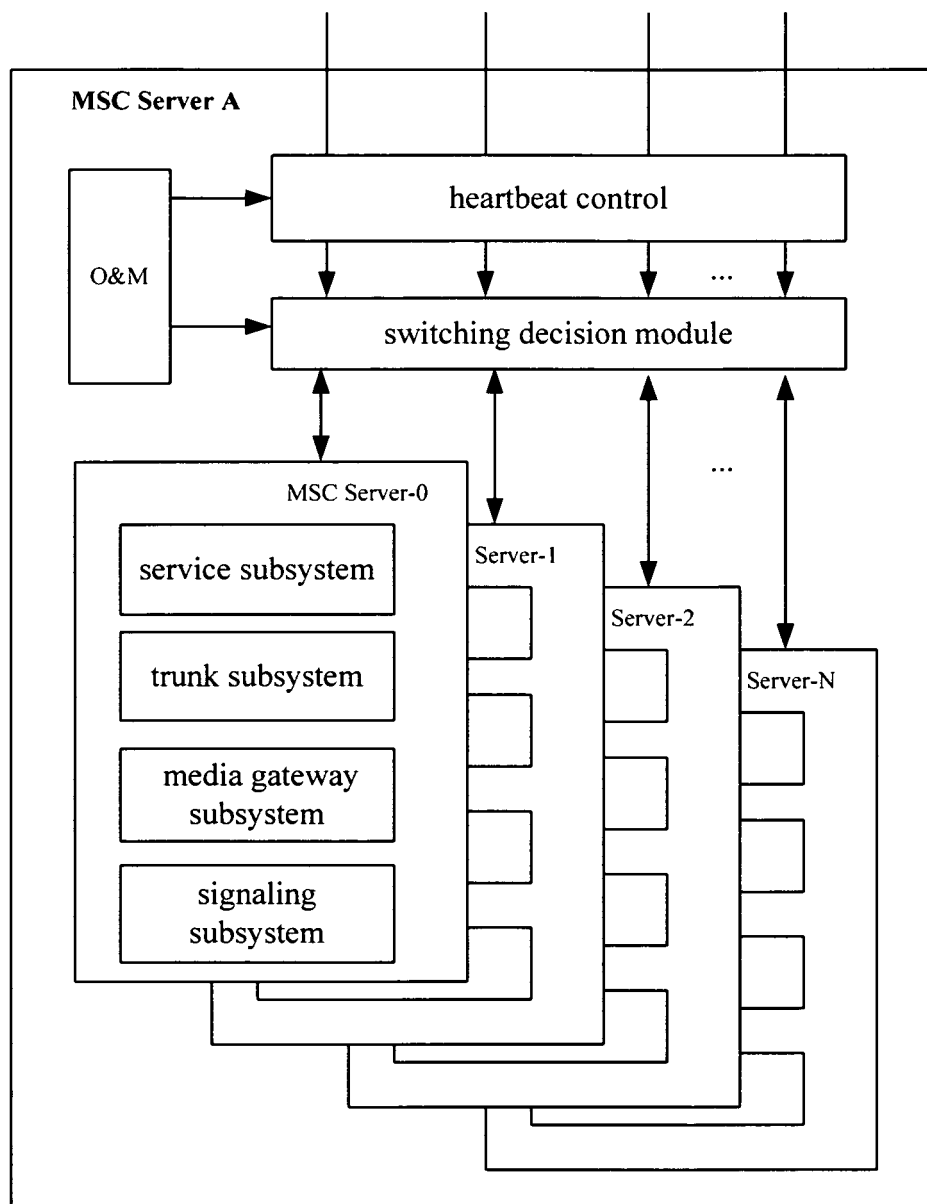 MSC Server A
heartbeat control
O&M
...
switching decision module
...
MSC Server-0
service subsystem
Server-1
trunk subsystem
Server-2
media gateway
subsystem
Server-N
signaling
subsystem